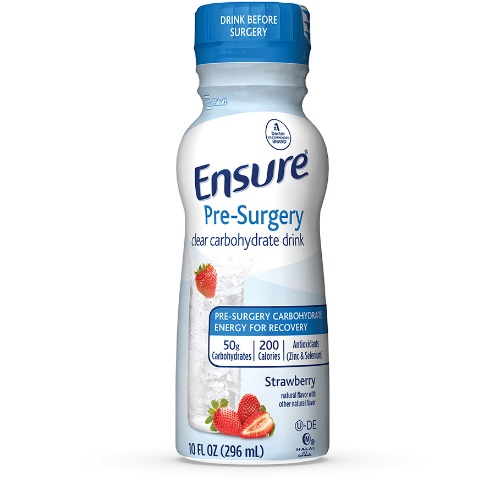 DRINK BEFORE
SURGERY
Ensure®
Pre-Surgery
clear carbohydrate drink
PRE-SURGERY CARBOHYDRATE
ENERGY FOR RECOVERY
50g
Carbohydrates
200
Calories
Antioxidants
(Zinc & Selenium)
Strawberry
natural flavor with
other natural flavor
U-DE
M
HALAL
10 FL OZ (296 mL)